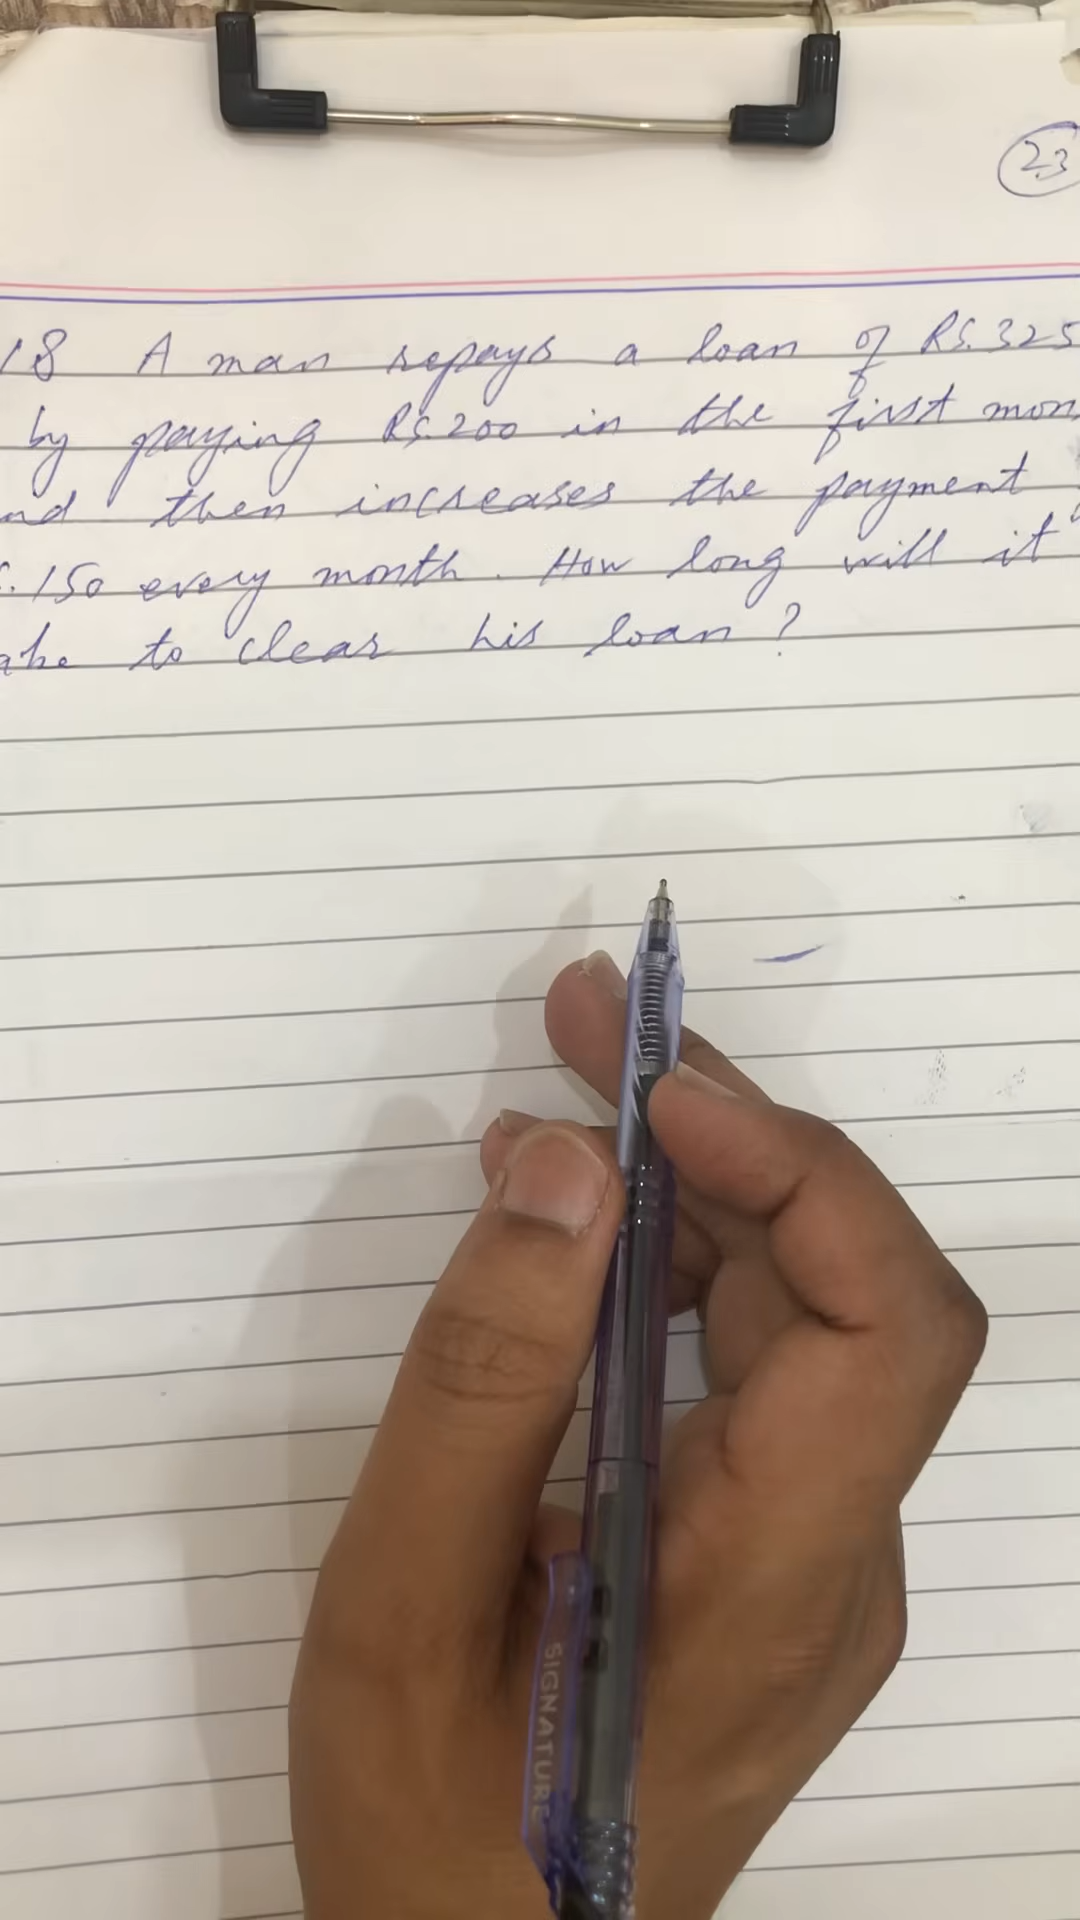 23
18 A man repays a loan of Rs.325
by paying Rs.200 in the first mon
nd then increases the payment
s.150 every month. How long will it
ake to clear his loan?
SIGNATURE